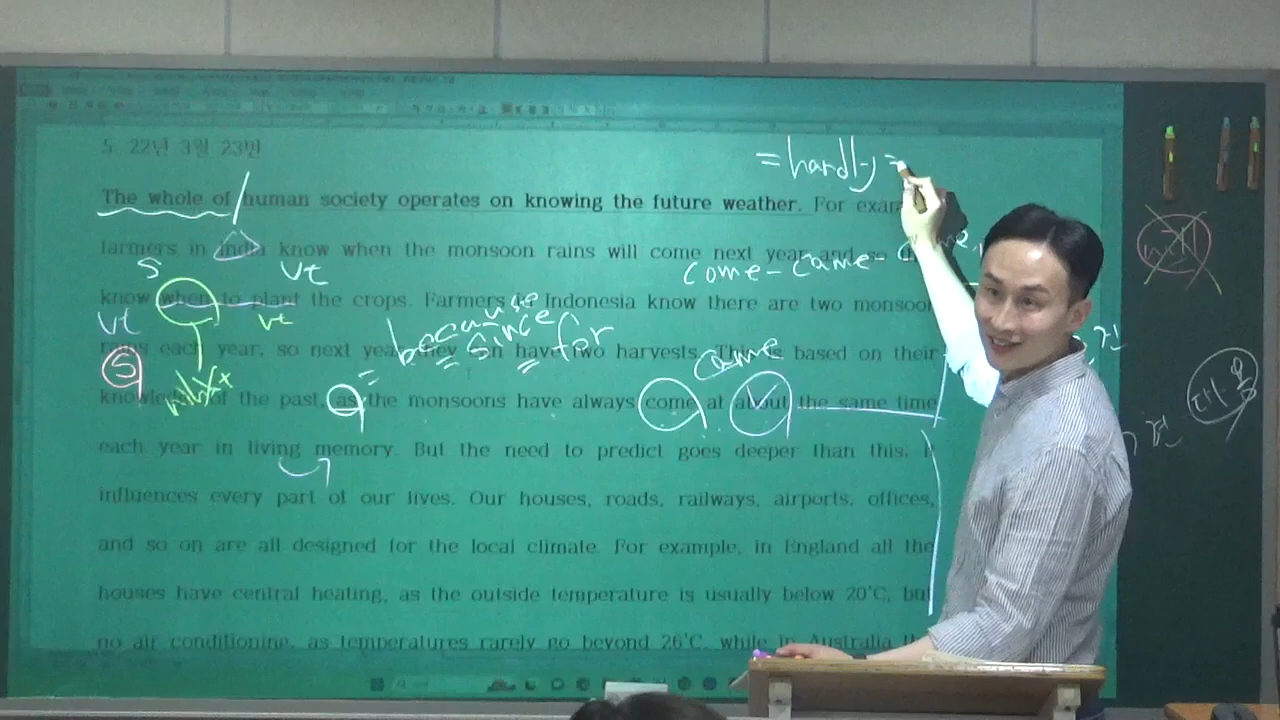 5. 22년 3월 23번
= hardly =
The whole of human society operates on knowing the future weather. For
farmers in India know when the monsoon rains will come next year and so
come - came -
S
vt
know when to plant the crops. Farmers in Indonesia know there are two monsoon
vt
vt
because
= since
= for
rains each year, so next year they can have two harvests. This is based on their
came
S
knowledge of the past, as the monsoons have always come at about the same time
=
each year in living memory. But the need to predict goes deeper than this. It
influences every part of our lives. Our houses, roads, railways, airports, offices,
and so on are all designed for the local climate. For example, in England all the
houses have central heating, as the outside temperature is usually below 20°C, but
no air conditioning, as temperatures rarely go beyond 26°C, while in Australia